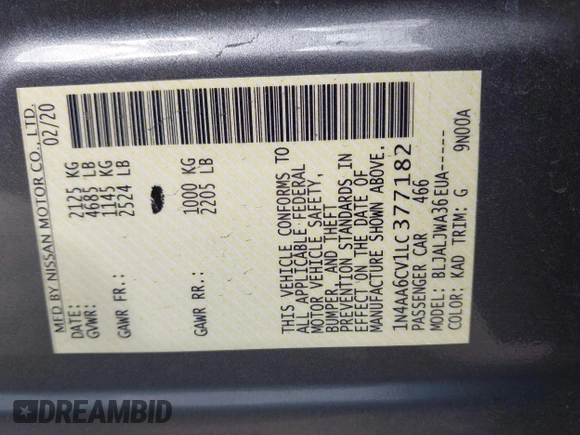 MFD BY NISSAN MOTOR CO., LTD.
DATE: 02/20
GVWR: 2125 KG
4685 LB
GAWR FR.: 1145 KG
2524 LB
GAWR RR.: 1000 KG
2205 LB
THIS VEHICLE CONFORMS TO
ALL APPLICABLE FEDERAL
MOTOR VEHICLE SAFETY,
BUMPER, AND THEFT
PREVENTION STANDARDS IN
EFFECT ON THE DATE OF
MANUFACTURE SHOWN ABOVE.
1N4AA6CV1LC377182
PASSENGER CAR 466
MODEL: BLJALJWA36EUA-----
COLOR: KAD TRIM: G 9N00A
DREAMBID